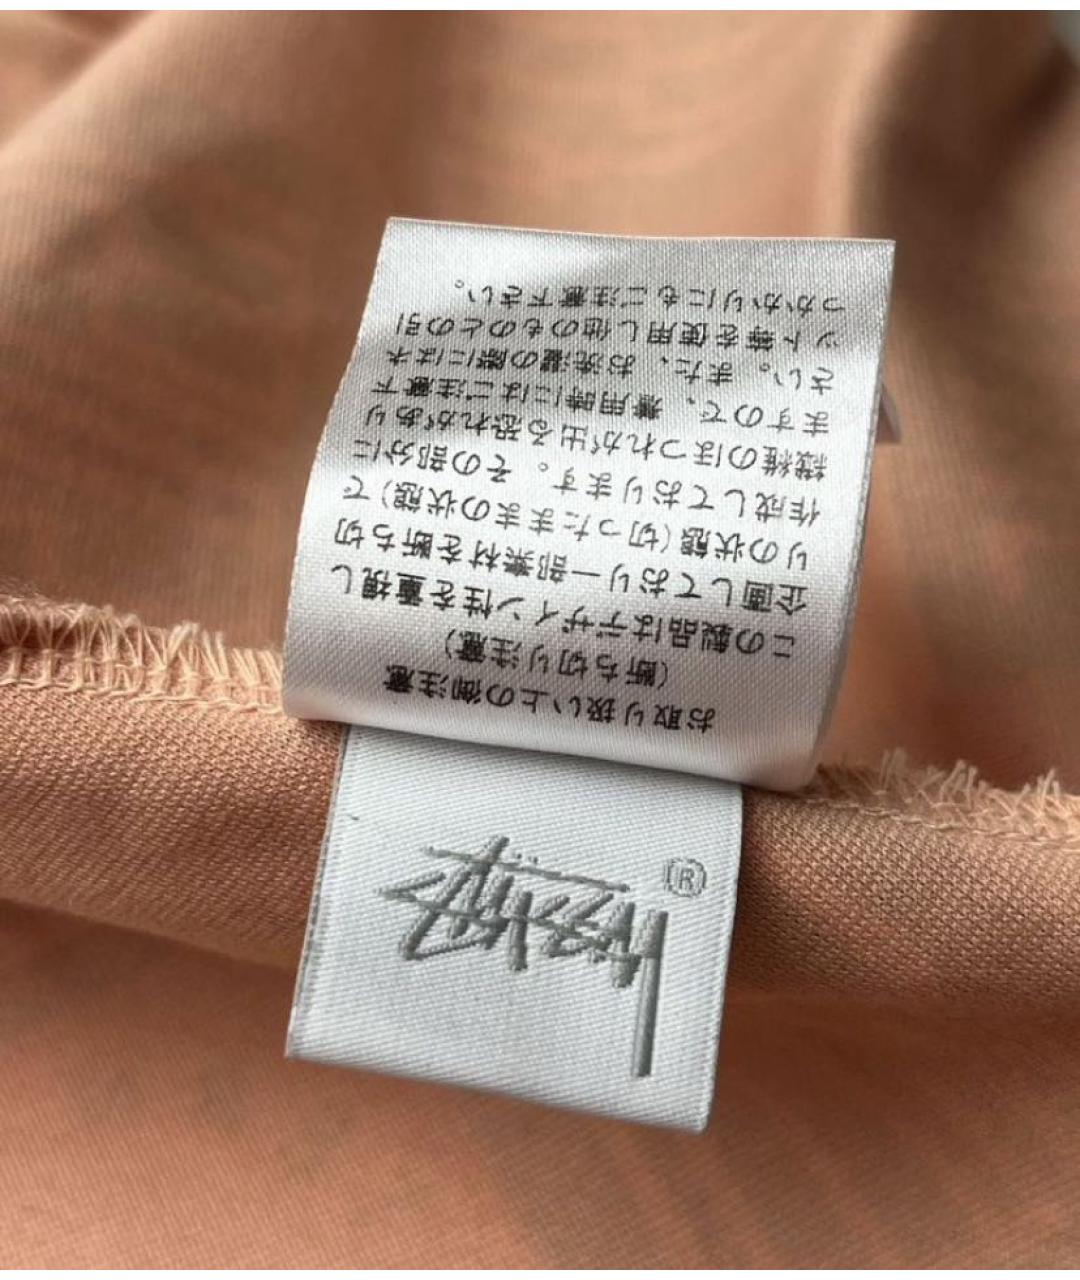 お取り扱い上の御注意
(断ち切り注意)
この製品はデザイン性を重視し
企画しており一部素材を断ち切
りの状態(切ったままの状態)で
作成しております。その部分に
繊維のほつれが出る恐れがあり
ますので、着用時にはご注意下
さい。また、お洗濯の際にはネ
ット等を使用し他のものとの引
っかかりにもご注意下さい。
Stüssy ®